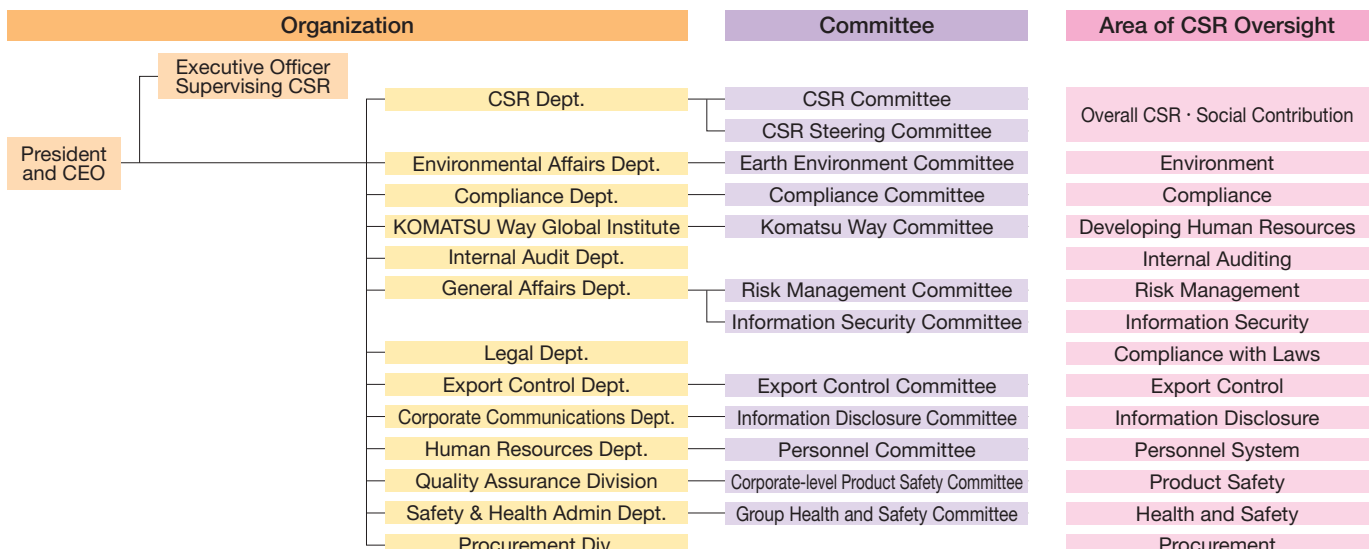 Organization
Committee
Area of CSR Oversight
Executive Officer
Supervising CSR
President
and CEO
CSR Dept.
CSR Committee
Overall CSR · Social Contribution
CSR Steering Committee
Environmental Affairs Dept.
Earth Environment Committee
Environment
Compliance Dept.
Compliance Committee
Compliance
KOMATSU Way Global Institute
Komatsu Way Committee
Developing Human Resources
Internal Audit Dept.
Internal Auditing
General Affairs Dept.
Risk Management Committee
Risk Management
Information Security Committee
Information Security
Legal Dept.
Compliance with Laws
Export Control Dept.
Export Control Committee
Export Control
Corporate Communications Dept.
Information Disclosure Committee
Information Disclosure
Human Resources Dept.
Personnel Committee
Personnel System
Quality Assurance Division
Corporate-level Product Safety Committee
Product Safety
Safety & Health Admin Dept.
Group Health and Safety Committee
Health and Safety
Procurement Div
Procurement